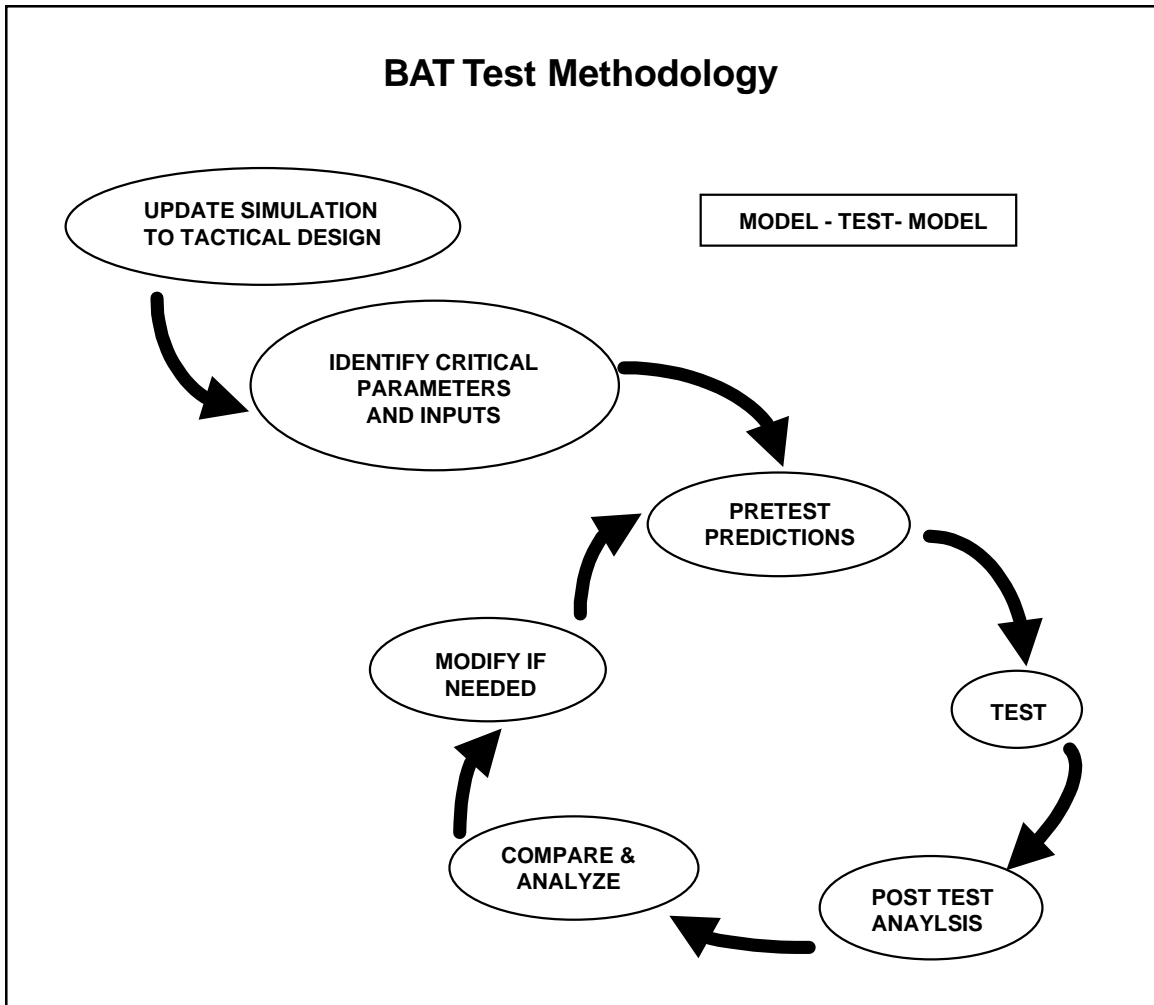 BAT Test Methodology
UPDATE SIMULATION
TO TACTICAL DESIGN
MODEL - TEST- MODEL
IDENTIFY CRITICAL
PARAMETERS
AND INPUTS
PRETEST
PREDICTIONS
MODIFY IF
NEEDED
TEST
COMPARE &
ANALYZE
POST TEST
ANAYLSIS